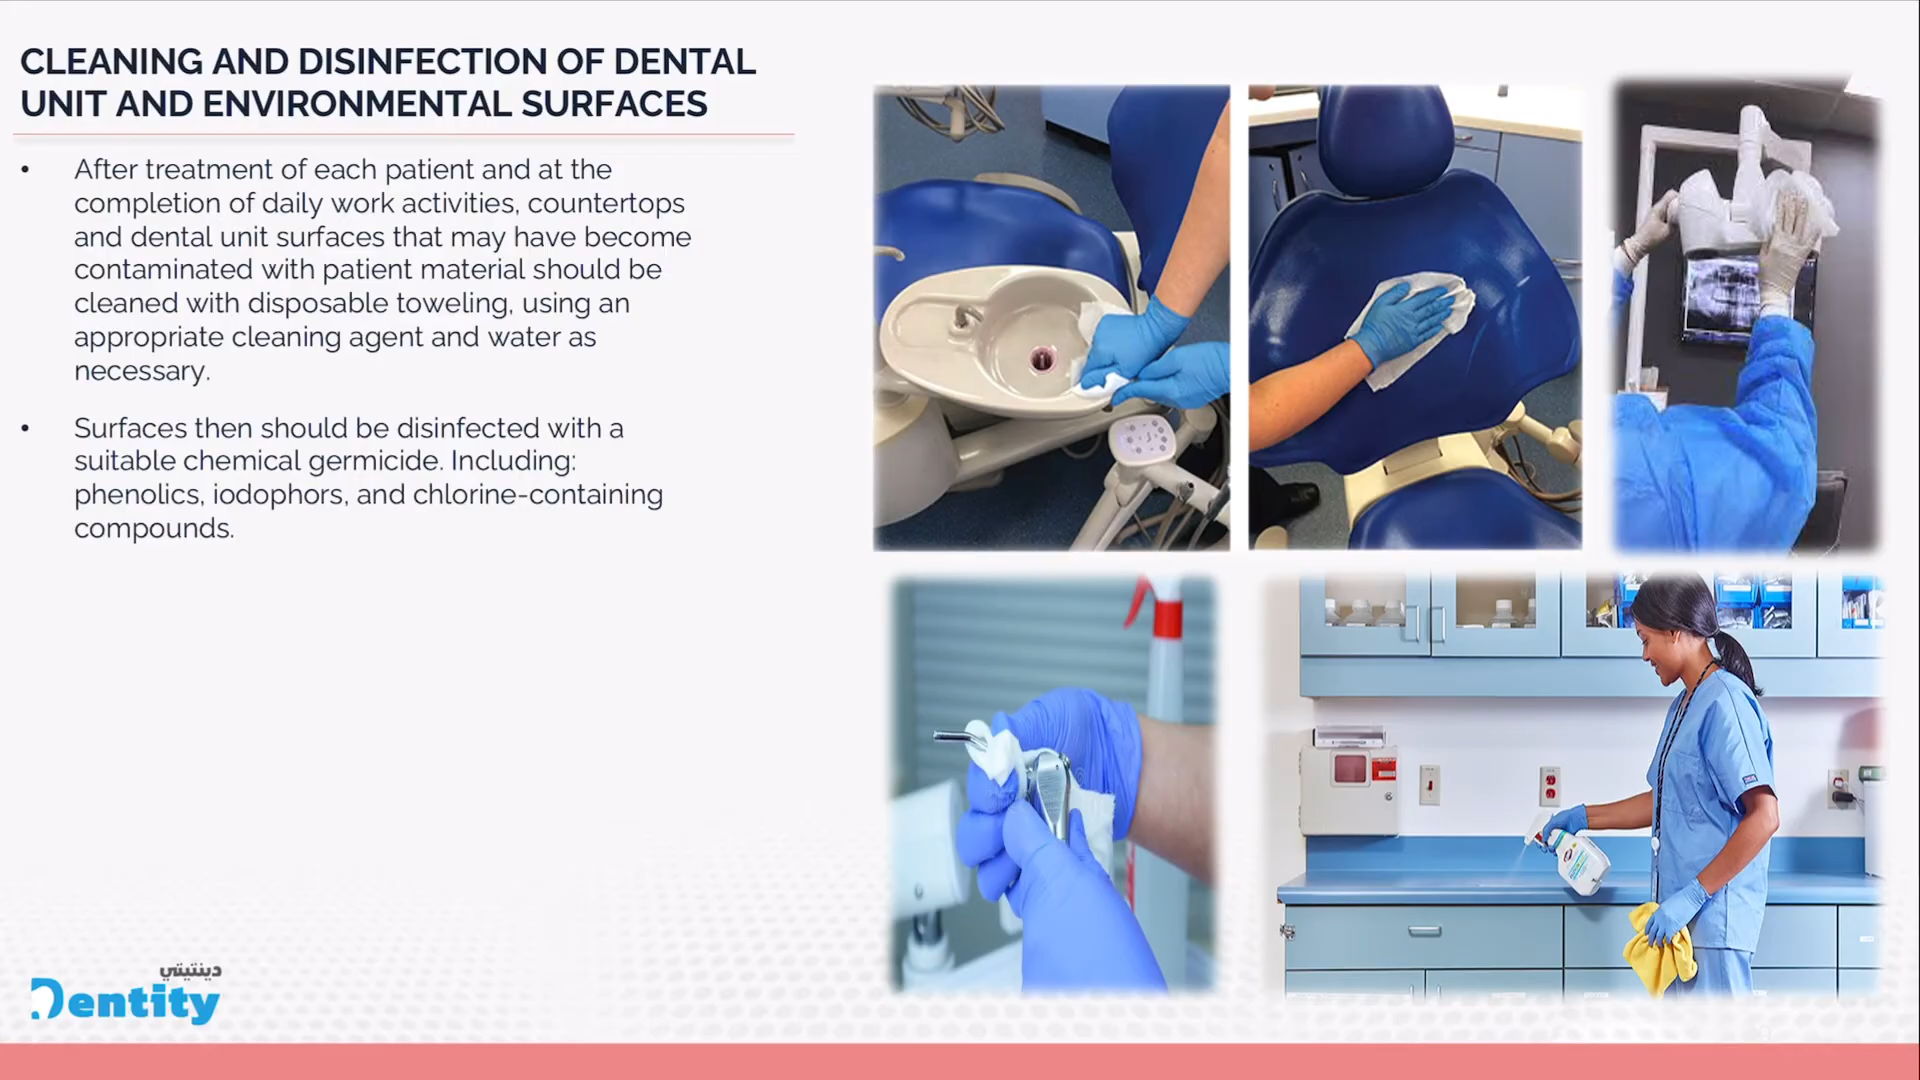 CLEANING AND DISINFECTION OF DENTAL
UNIT AND ENVIRONMENTAL SURFACES
• After treatment of each patient and at the
completion of daily work activities, countertops
and dental unit surfaces that may have become
contaminated with patient material should be
cleaned with disposable toweling, using an
appropriate cleaning agent and water as
necessary.
• Surfaces then should be disinfected with a
suitable chemical germicide. Including:
phenolics, iodophors, and chlorine-containing
compounds.
دينتيتي
Dentity